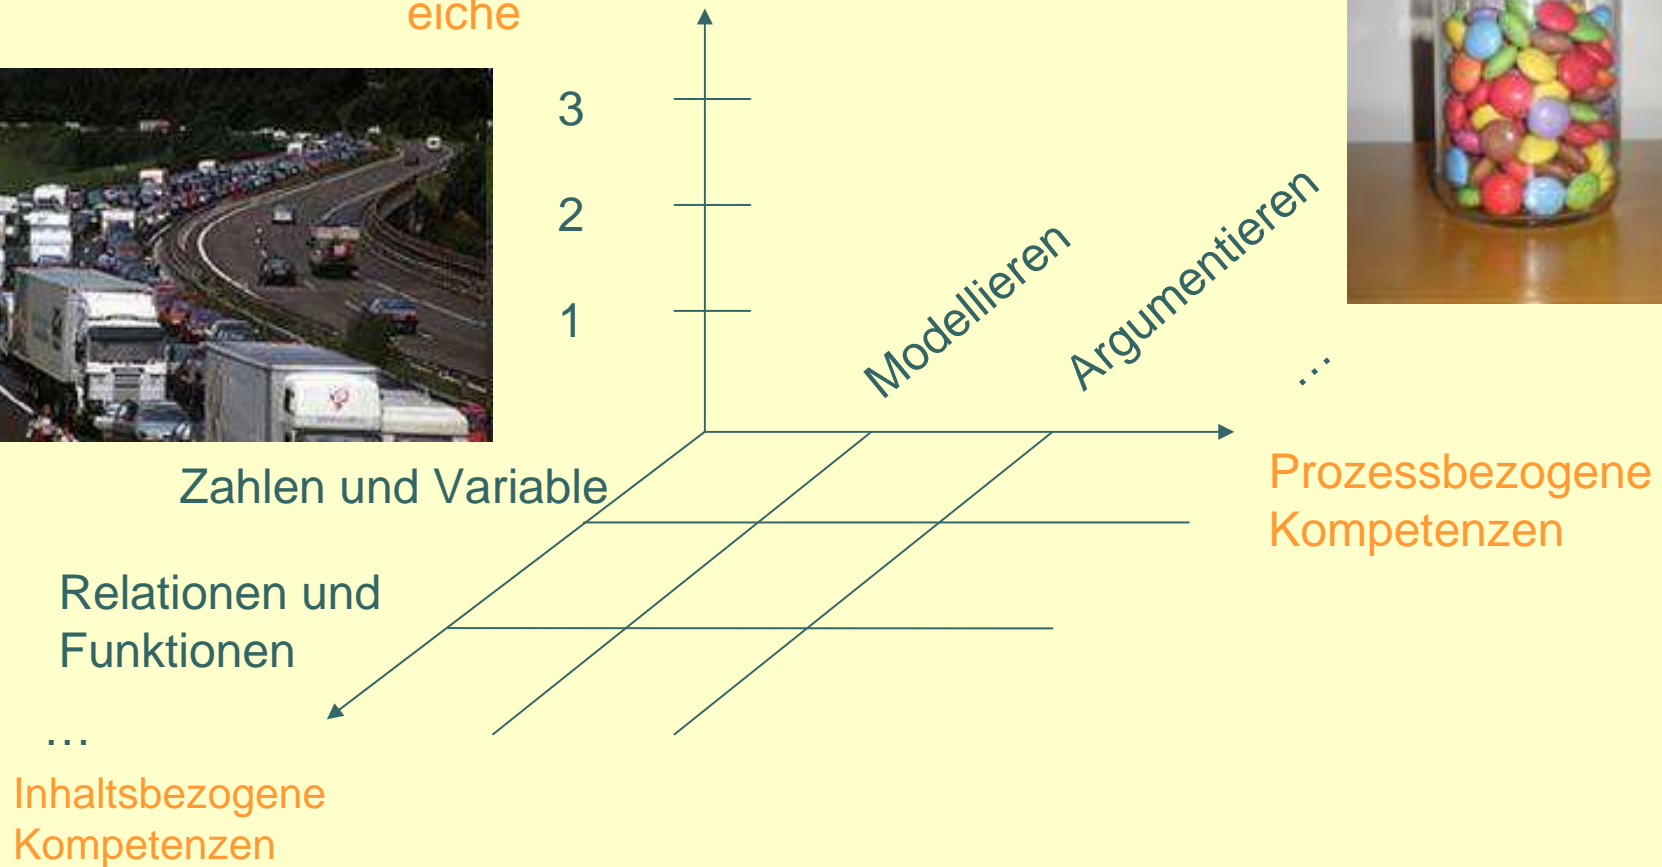 eiche
3
2
1
Modellieren
Argumentieren
…
Zahlen und Variable
Prozessbezogene
Kompetenzen
Relationen und
Funktionen
…
Inhaltsbezogene
Kompetenzen